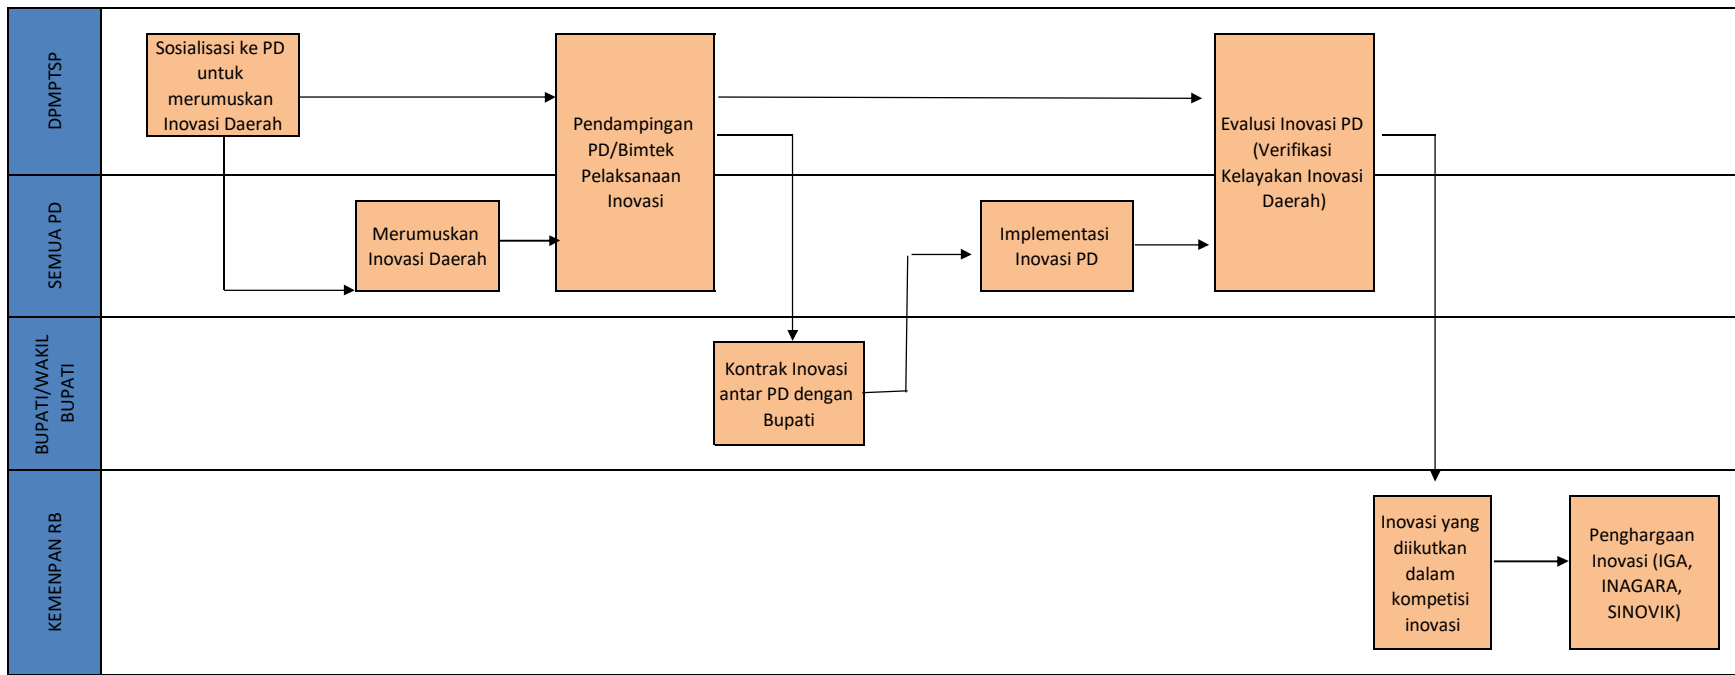 DPMPTSP
Sosialisasi ke PD
untuk
merumuskan
Inovasi Daerah
Pendampingan
PD/Bimtek
Pelaksanaan
Inovasi
Evalusi Inovasi PD
(Verifikasi
Kelayakan Inovasi
Daerah)
SEMUA PD
Merumuskan
Inovasi Daerah
Implementasi
Inovasi PD
BUPATI/WAKIL
BUPATI
Kontrak Inovasi
antar PD dengan
Bupati
KEMENPAN RB
Inovasi yang
diikutkan
dalam
kompetisi
inovasi
Penghargaan
Inovasi (IGA,
INAGARA,
SINOVIK)